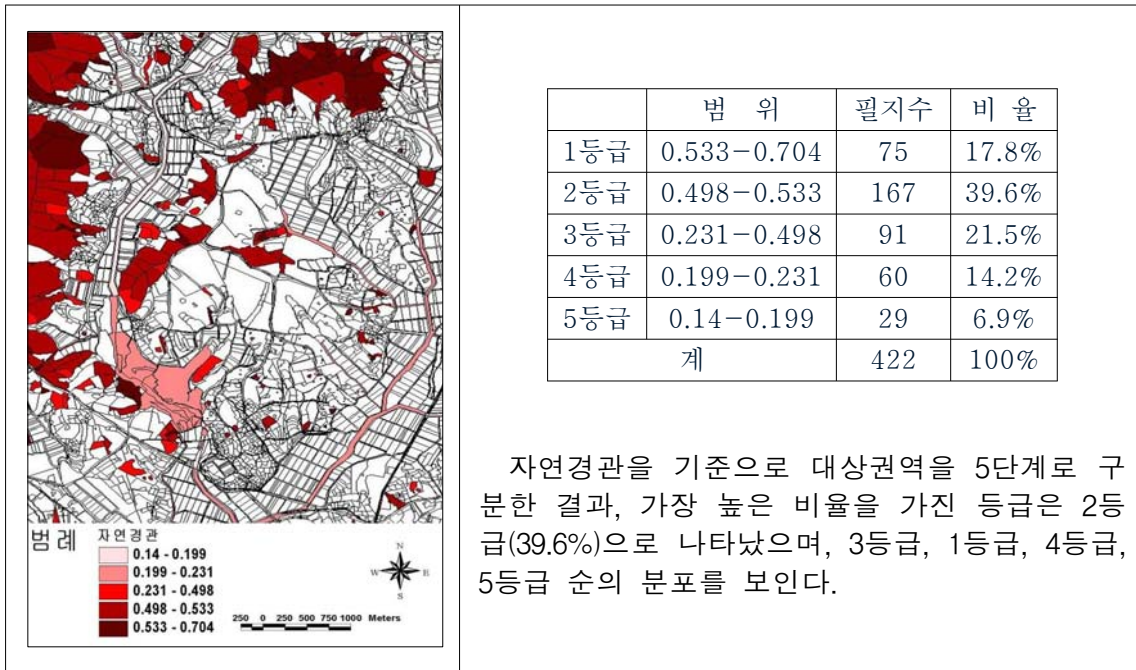 범례 자연경관
0.14 - 0.199
0.199 - 0.231
0.231 - 0.498
0.498 - 0.533
0.533 - 0.704
N
W E
S
250 0 250 500 750 1000 Meters
범 위 필지수 비 율
1등급 0.533-0.704 75 17.8%
2등급 0.498-0.533 167 39.6%
3등급 0.231-0.498 91 21.5%
4등급 0.199-0.231 60 14.2%
5등급 0.14-0.199 29 6.9%
계 422 100%
자연경관을 기준으로 대상권역을 5단계로 구
분한 결과, 가장 높은 비율을 가진 등급은 2등
급(39.6%)으로 나타났으며, 3등급, 1등급, 4등급,
5등급 순의 분포를 보인다.